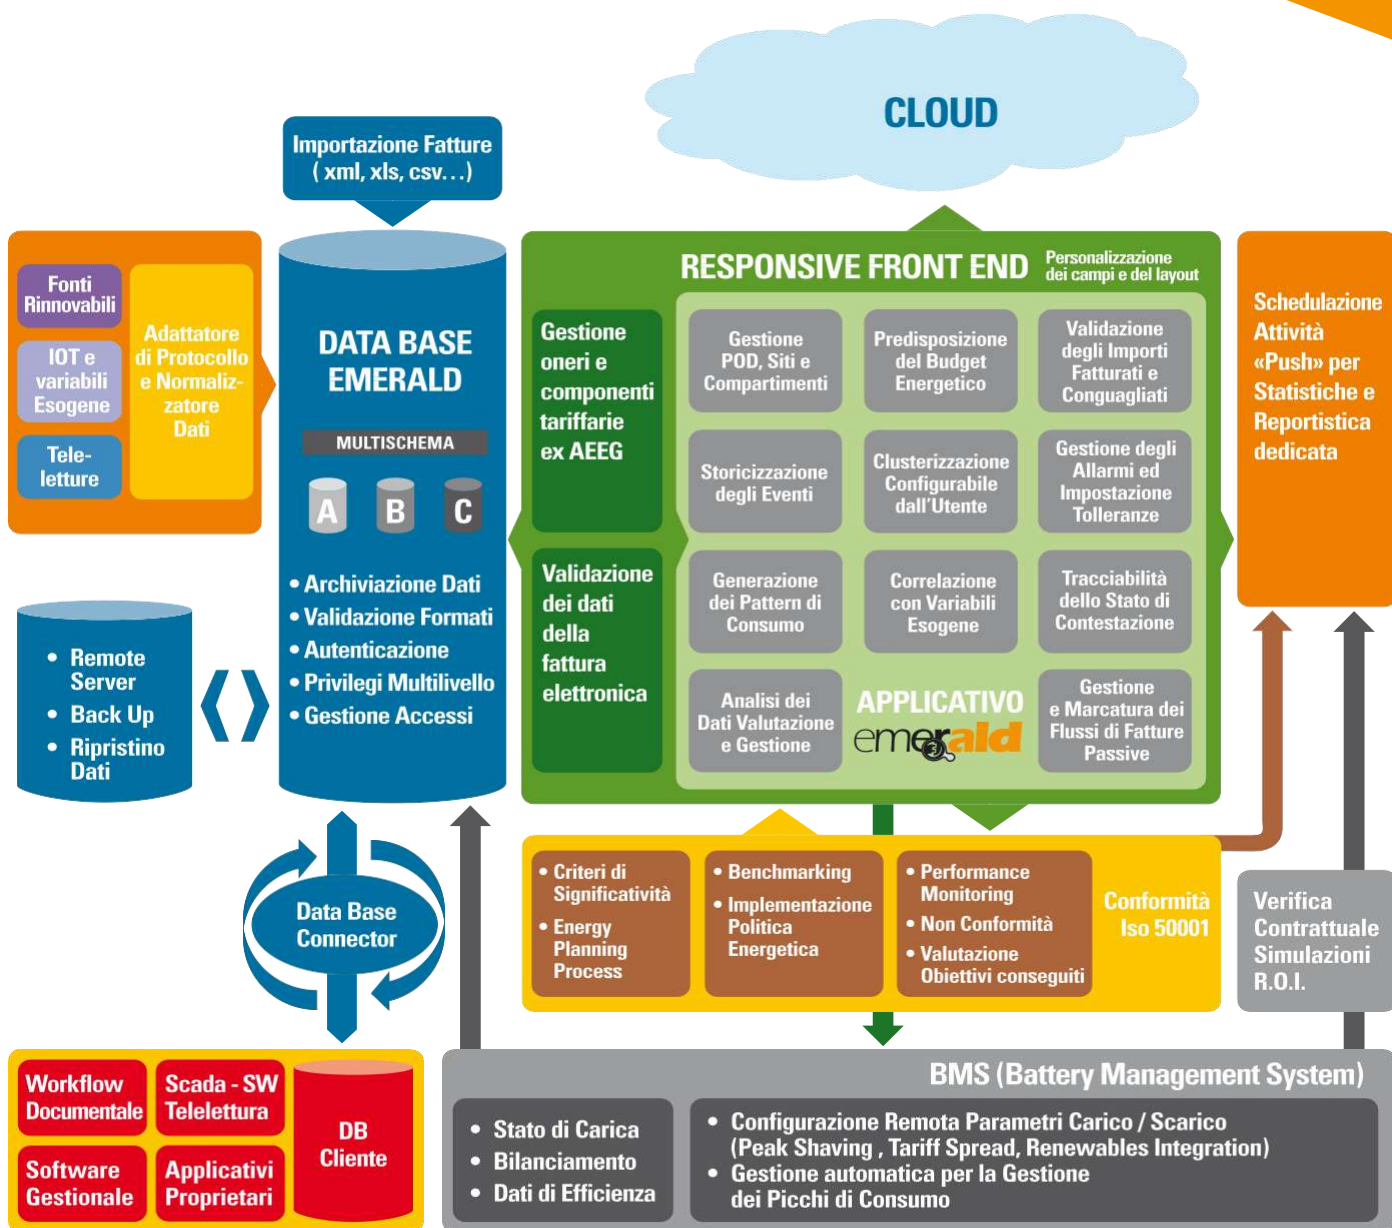 CLOUD
Importazione Fatture
( xml, xls, csv...)
Fonti
Rinnovabili
IOT e
variabili
Esogene
Tele-
letture
Adattatore
di Protocollo
e Normaliz-
zatore
Dati
DATA BASE
EMERALD
MULTISCHEMA
A
B
C
• Archiviazione Dati
• Validazione Formati
• Autenticazione
• Privilegi Multilivello
• Gestione Accessi
• Remote
Server
• Back Up
• Ripristino
Dati
RESPONSIVE FRONT END
Personalizzazione
dei campi e del layout
Gestione
oneri e
componenti
tariffarie
ex AEEG
Validazione
dei dati
della
fattura
elettronica
Gestione
POD, Siti e
Compartimenti
Predisposizione
del Budget
Energetico
Validazione
degli Importi
Fatturati e
Conguagliati
Storicizzazione
degli Eventi
Clusterizzazione
Configurabile
dall'Utente
Gestione degli
Allarmi ed
Impostazione
Tolleranze
Generazione
dei Pattern di
Consumo
Correlazione
con Variabili
Esogene
Tracciabilità
dello Stato di
Contestazione
Analisi dei
Dati Valutazione
e Gestione
APPLICATIVO
emerald
Gestione
e Marcatura dei
Flussi di Fatture
Passive
Schedulazione
Attività
«Push» per
Statistiche e
Reportistica
dedicata
Data Base
Connector
• Criteri di
Significatività
• Energy
Planning
Process
• Benchmarking
• Implementazione
Politica
Energetica
• Performance
Monitoring
• Non Conformità
• Valutazione
Obiettivi conseguiti
Conformità
Iso 50001
Verifica
Contrattuale
Simulazioni
R.O.I.
Workflow
Documentale
Scada - SW
Telelettura
Software
Gestionale
Applicativi
Proprietari
DB
Cliente
BMS (Battery Management System)
• Stato di Carica
• Bilanciamento
• Dati di Efficienza
• Configurazione Remota Parametri Carico / Scarico
(Peak Shaving , Tariff Spread, Renewables Integration)
• Gestione automatica per la Gestione
dei Picchi di Consumo